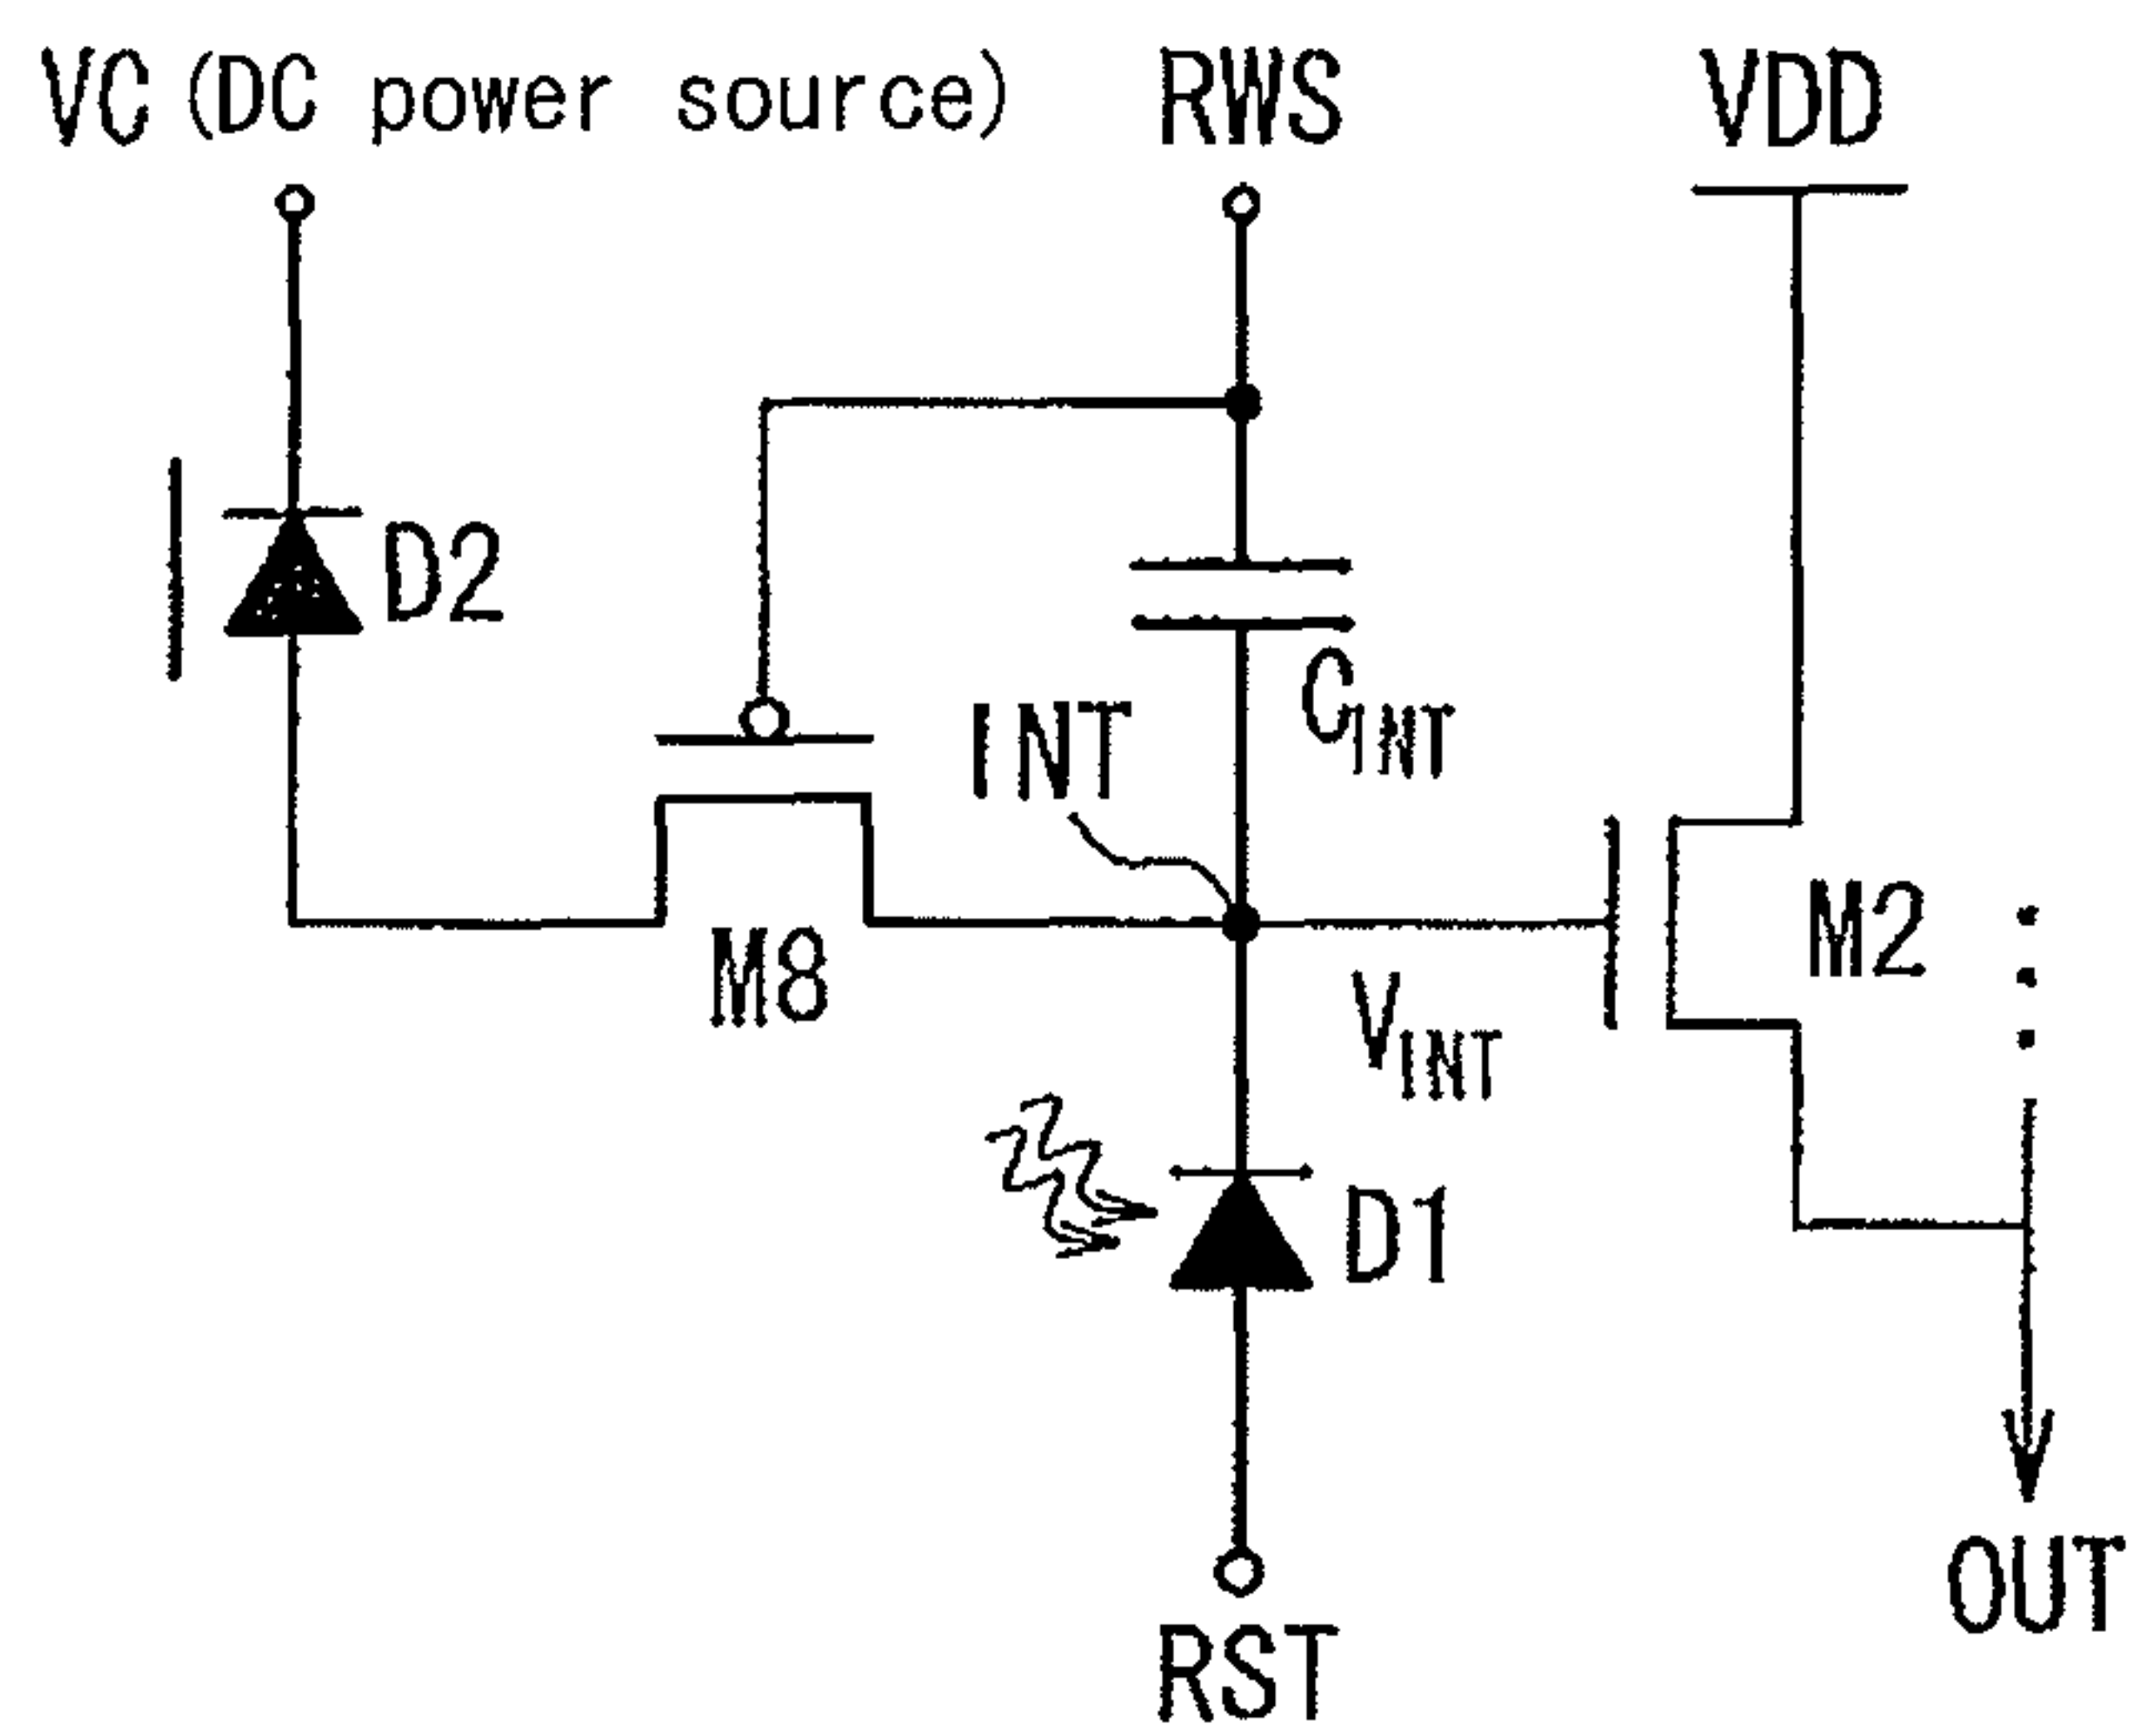 VC (DC power source) RWS VDD
D2
C_INT
INT
M8
M2
V_INT
D1
OUT
RST